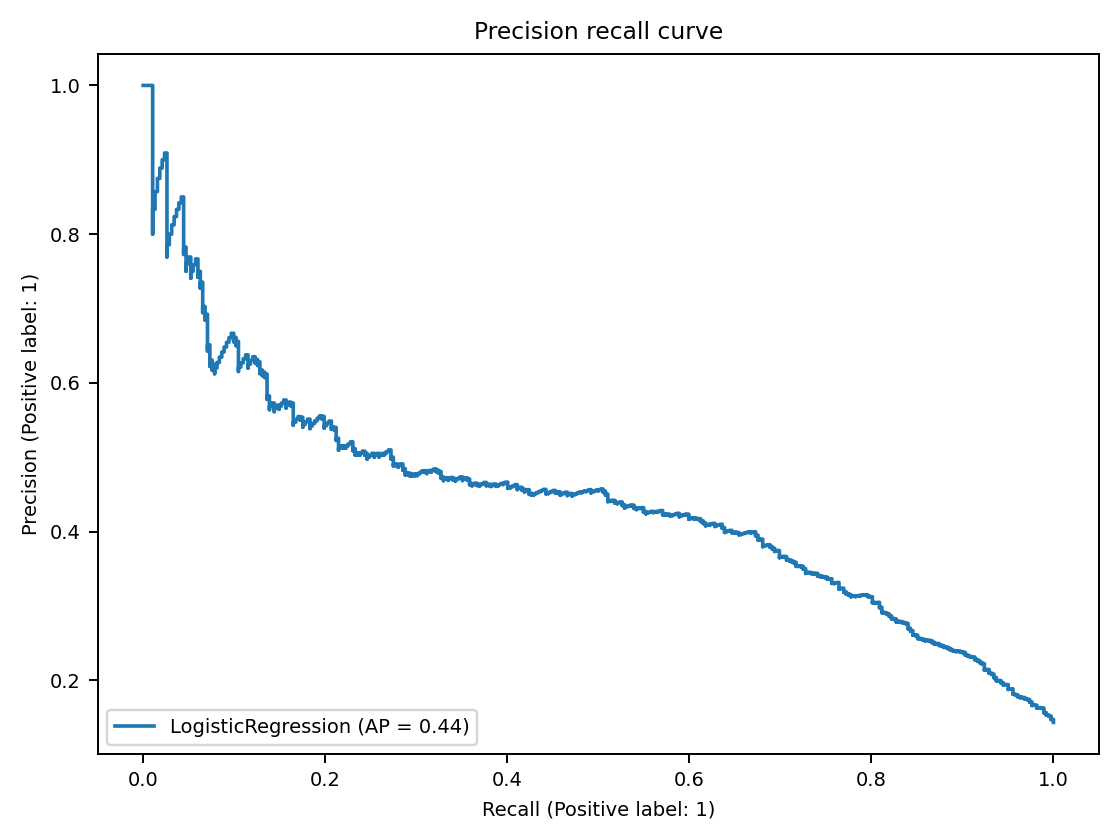 Precision recall curve
1.0
0.8
0.6
0.4
0.2
Precision (Positive label: 1)
LogisticRegression (AP = 0.44)
0.0 0.2 0.4 0.6 0.8 1.0
Recall (Positive label: 1)